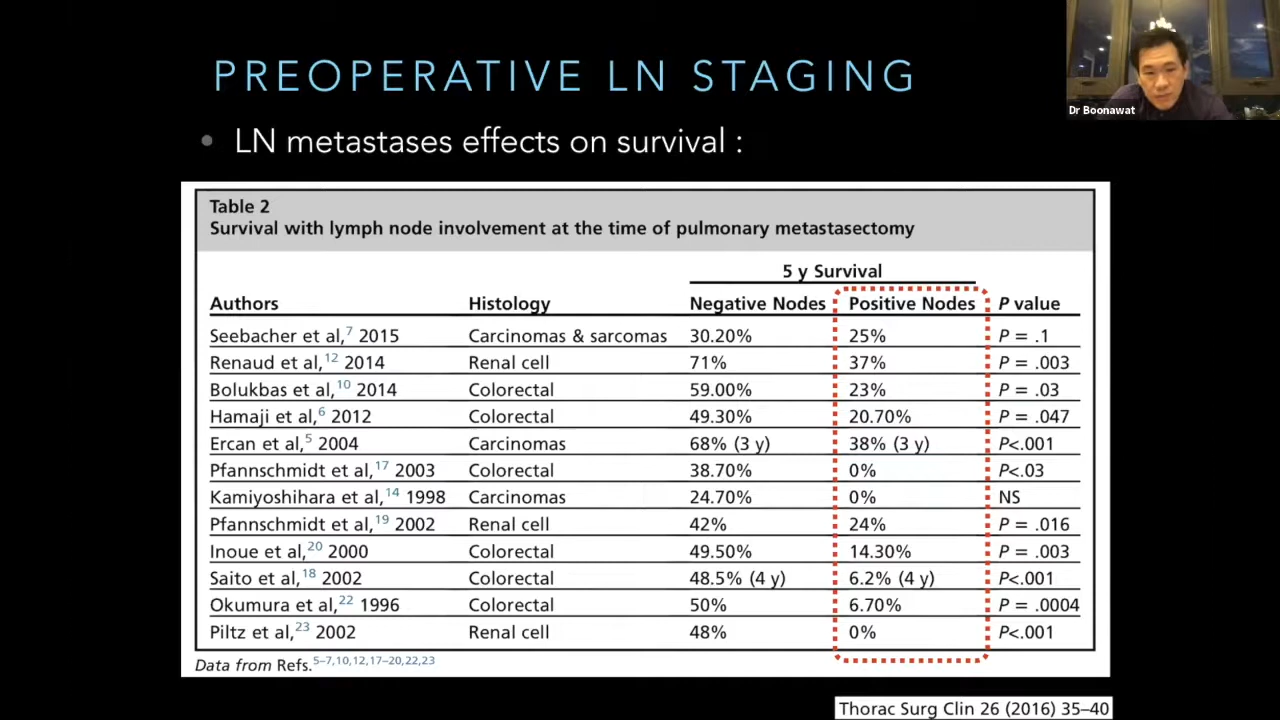 PREOPERATIVE LN STAGING
Dr Boonawat
• LN metastases effects on survival :
Table 2
Survival with lymph node involvement at the time of pulmonary metastasectomy
5 y Survival
Authors Histology Negative Nodes Positive Nodes P value
Seebacher et al,7 2015 Carcinomas & sarcomas 30.20% 25% P = .1
Renaud et al,12 2014 Renal cell 71% 37% P = .003
Bolukbas et al,10 2014 Colorectal 59.00% 23% P = .03
Hamaji et al,6 2012 Colorectal 49.30% 20.70% P = .047
Ercan et al,5 2004 Carcinomas 68% (3 y) 38% (3 y) P<.001
Pfannschmidt et al,17 2003 Colorectal 38.70% 0% P<.03
Kamiyoshihara et al,14 1998 Carcinomas 24.70% 0% NS
Pfannschmidt et al,19 2002 Renal cell 42% 24% P = .016
Inoue et al,20 2000 Colorectal 49.50% 14.30% P = .003
Saito et al,18 2002 Colorectal 48.5% (4 y) 6.2% (4 y) P<.001
Okumura et al,22 1996 Colorectal 50% 6.70% P = .0004
Piltz et al,23 2002 Renal cell 48% 0% P<.001
Data from Refs.5–7,10,12,17–20,22,23
Thorac Surg Clin 26 (2016) 35–40